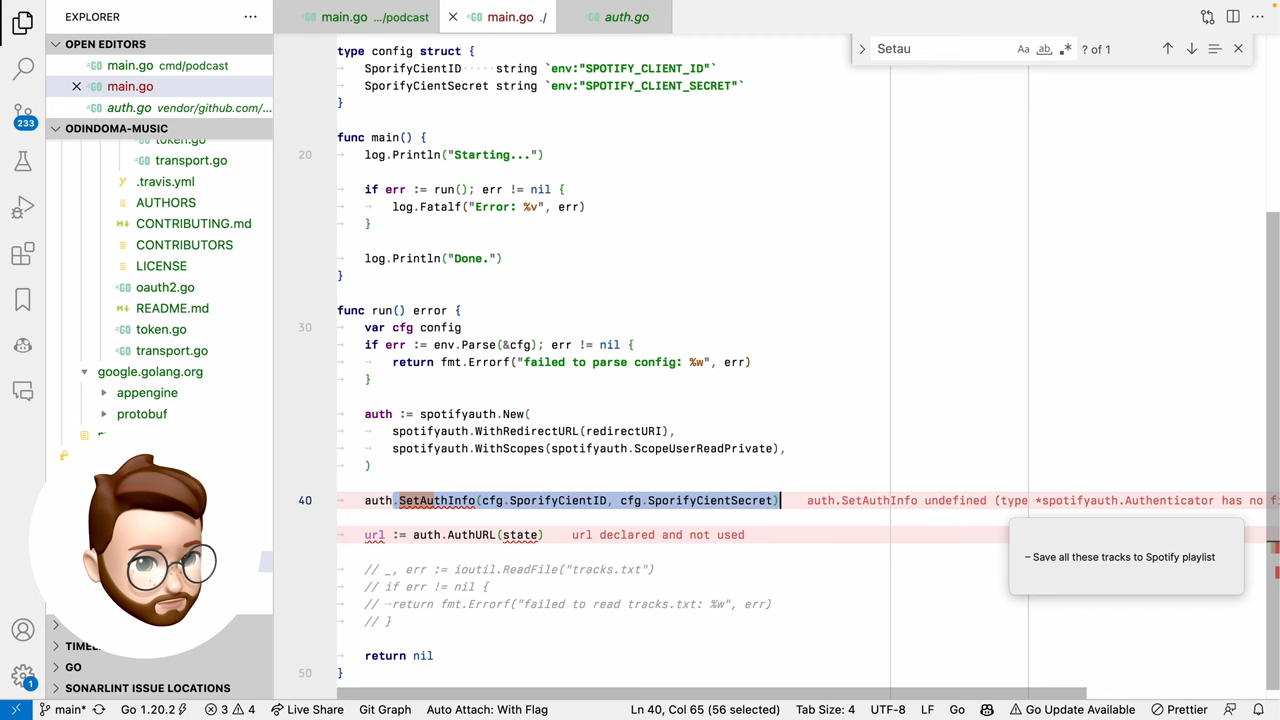 EXPLORER
OPEN EDITORS
main.go cmd/podcast
main.go
auth.go vendor/github.com/...
ODINDOMA-MUSIC
token.go
transport.go
.travis.yml
AUTHORS
CONTRIBUTING.md
CONTRIBUTORS
LICENSE
oauth2.go
README.md
token.go
transport.go
google.golang.org
appengine
protobuf
GO
SONARLINT ISSUE LOCATIONS
233
1
main.go .../podcast
main.go ./
auth.go
Setau
Aa ab ? of 1
type config struct {
SporifyCientID string `env:"SPOTIFY_CLIENT_ID"`
SporifyCientSecret string `env:"SPOTIFY_CLIENT_SECRET"`
}
func main() {
20 log.Println("Starting...")
if err := run(); err != nil {
log.Fatalf("Error: %v", err)
}
log.Println("Done.")
}
func run() error {
30 var cfg config
if err := env.Parse(&cfg); err != nil {
return fmt.Errorf("failed to parse config: %w", err)
}
auth := spotifyauth.New(
spotifyauth.WithRedirectURL(redirectURI),
spotifyauth.WithScopes(spotifyauth.ScopeUserReadPrivate),
)
40 auth.SetAuthInfo(cfg.SporifyCientID, cfg.SporifyCientSecret) auth.SetAuthInfo undefined (type *spotifyauth.Authenticator has no
url := auth.AuthURL(state) url declared and not used
– Save all these tracks to Spotify playlist
// _, err := ioutil.ReadFile("tracks.txt")
// if err != nil {
// return fmt.Errorf("failed to read tracks.txt: %w", err)
// }
return nil
50 }
main* Go 1.20.2 3 4 Live Share Git Graph Auto Attach: With Flag Ln 40, Col 65 (56 selected) Tab Size: 4 UTF-8 LF Go Go Update Available Prettier